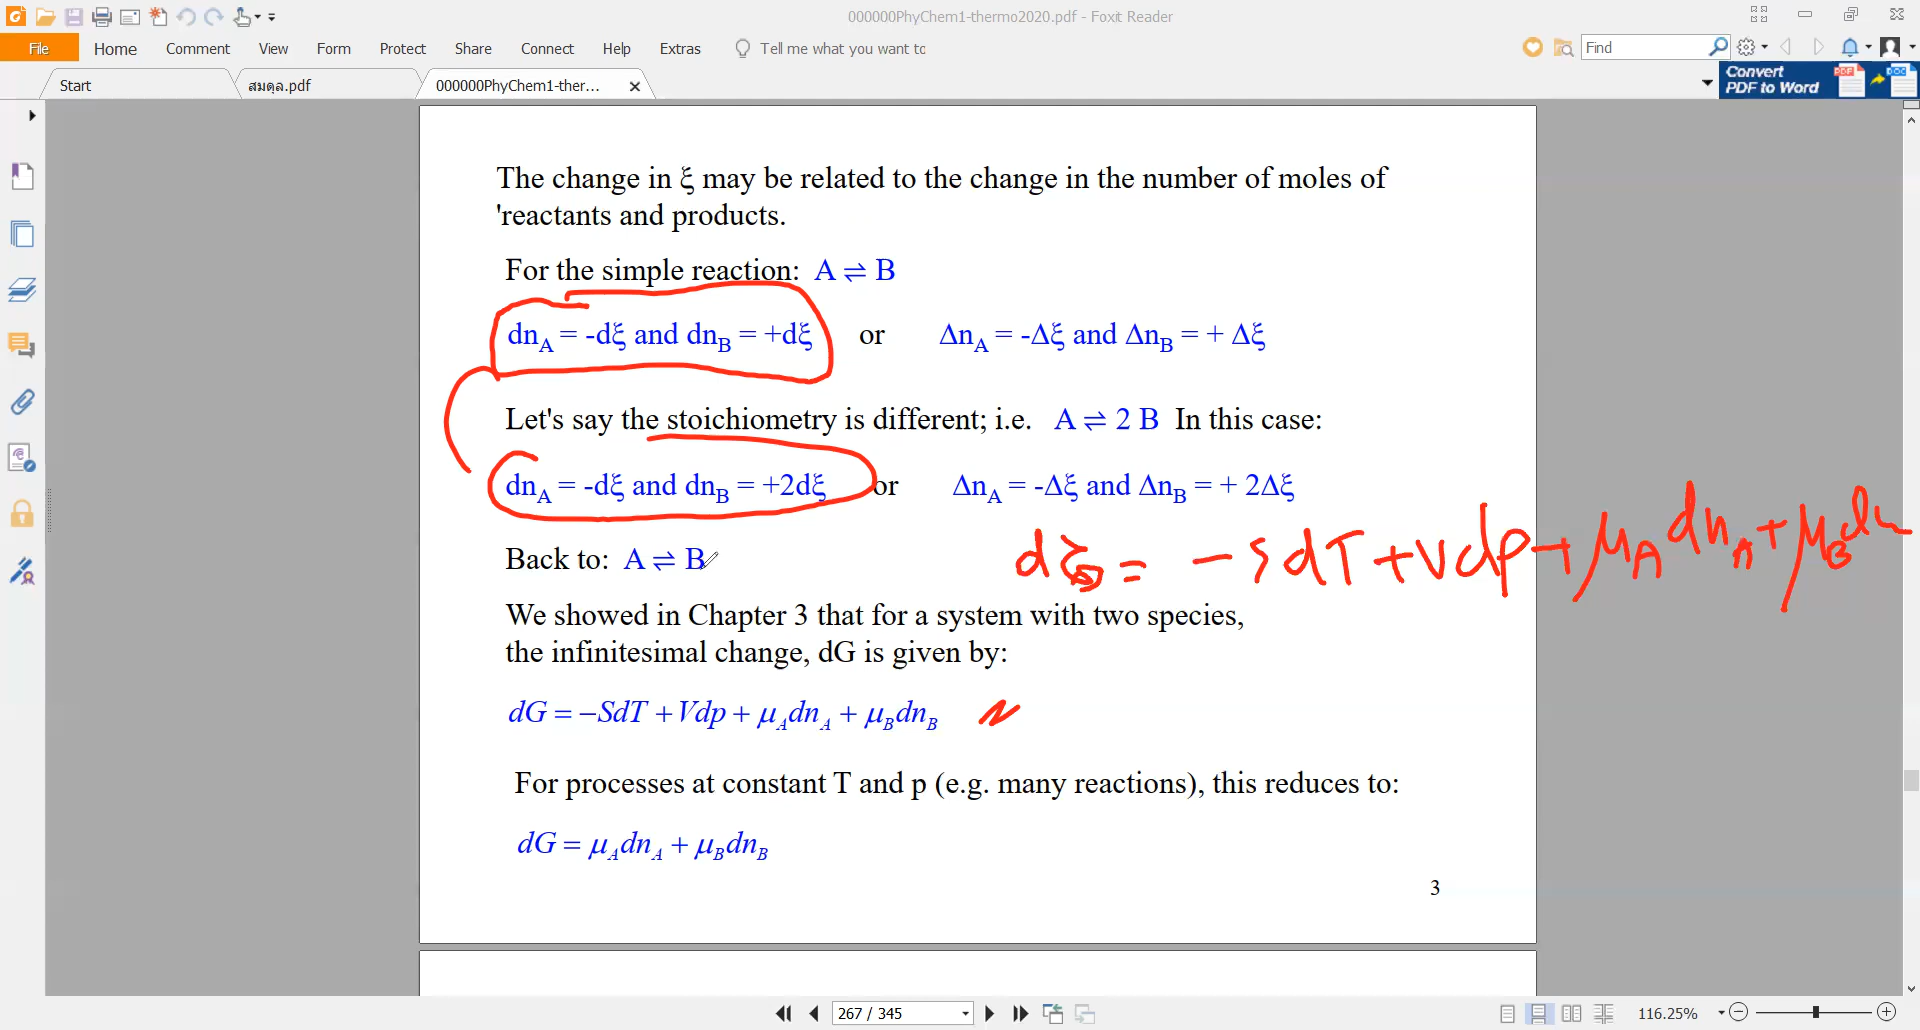 000000PhyChem1-thermo2020.pdf - Foxit Reader
File Home Comment View Form Protect Share Connect Help Extras Tell me what you want to Find
Start สมดุล.pdf 000000PhyChem1-ther... Convert PDF to Word
The change in ξ may be related to the change in the number of moles of
'reactants and products.
For the simple reaction: A ⇌ B
dnA = -dξ and dnB = +dξ or ΔnA = -Δξ and ΔnB = + Δξ
Let's say the stoichiometry is different; i.e. A ⇌ 2 B In this case:
dnA = -dξ and dnB = +2dξ or ΔnA = -Δξ and ΔnB = + 2Δξ
Back to: A ⇌ B
= -SdT + Vdp + μA dnA + μB dn
We showed in Chapter 3 that for a system with two species,
the infinitesimal change, dG is given by:
dG = −SdT + Vdp + μAdnA + μBdnB
For processes at constant T and p (e.g. many reactions), this reduces to:
dG = μAdnA + μBdnB
3
267 / 345 116.25%